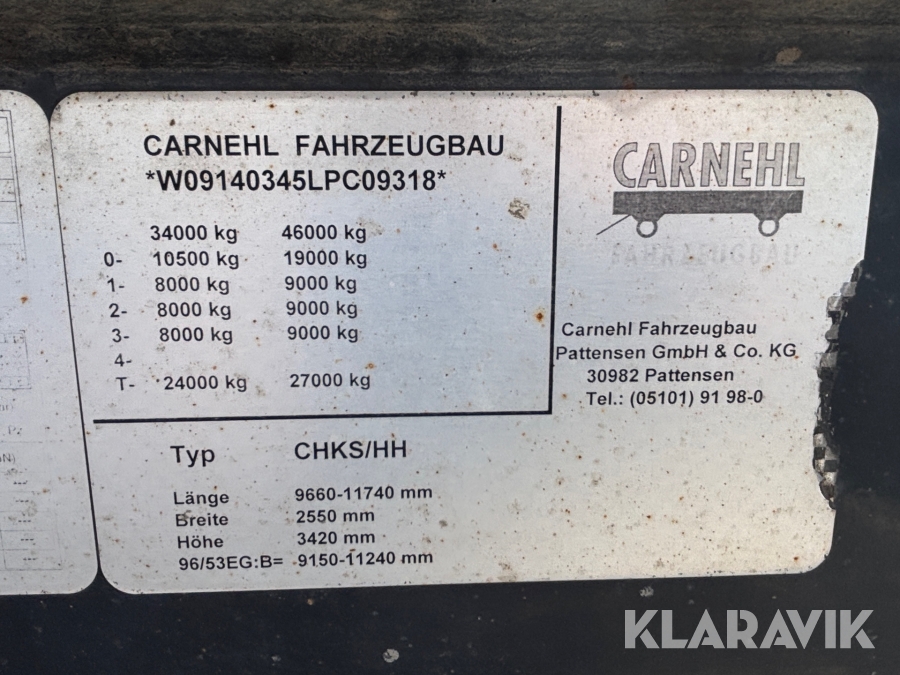 CARNEHL FAHRZEUGBAU
*W09140345LPC09318*
34000 kg 46000 kg
0- 10500 kg 19000 kg
1- 8000 kg 9000 kg
2- 8000 kg 9000 kg
3- 8000 kg 9000 kg
4-
T- 24000 kg 27000 kg
CARNEHL
FAHRZEUGBAU
Carnehl Fahrzeugbau
Pattensen GmbH & Co. KG
30982 Pattensen
Tel.: (05101) 91 98-0
Typ CHKS/HH
Länge 9660-11740 mm
Breite 2550 mm
Höhe 3420 mm
96/53EG:B= 9150-11240 mm
KLARAVIK